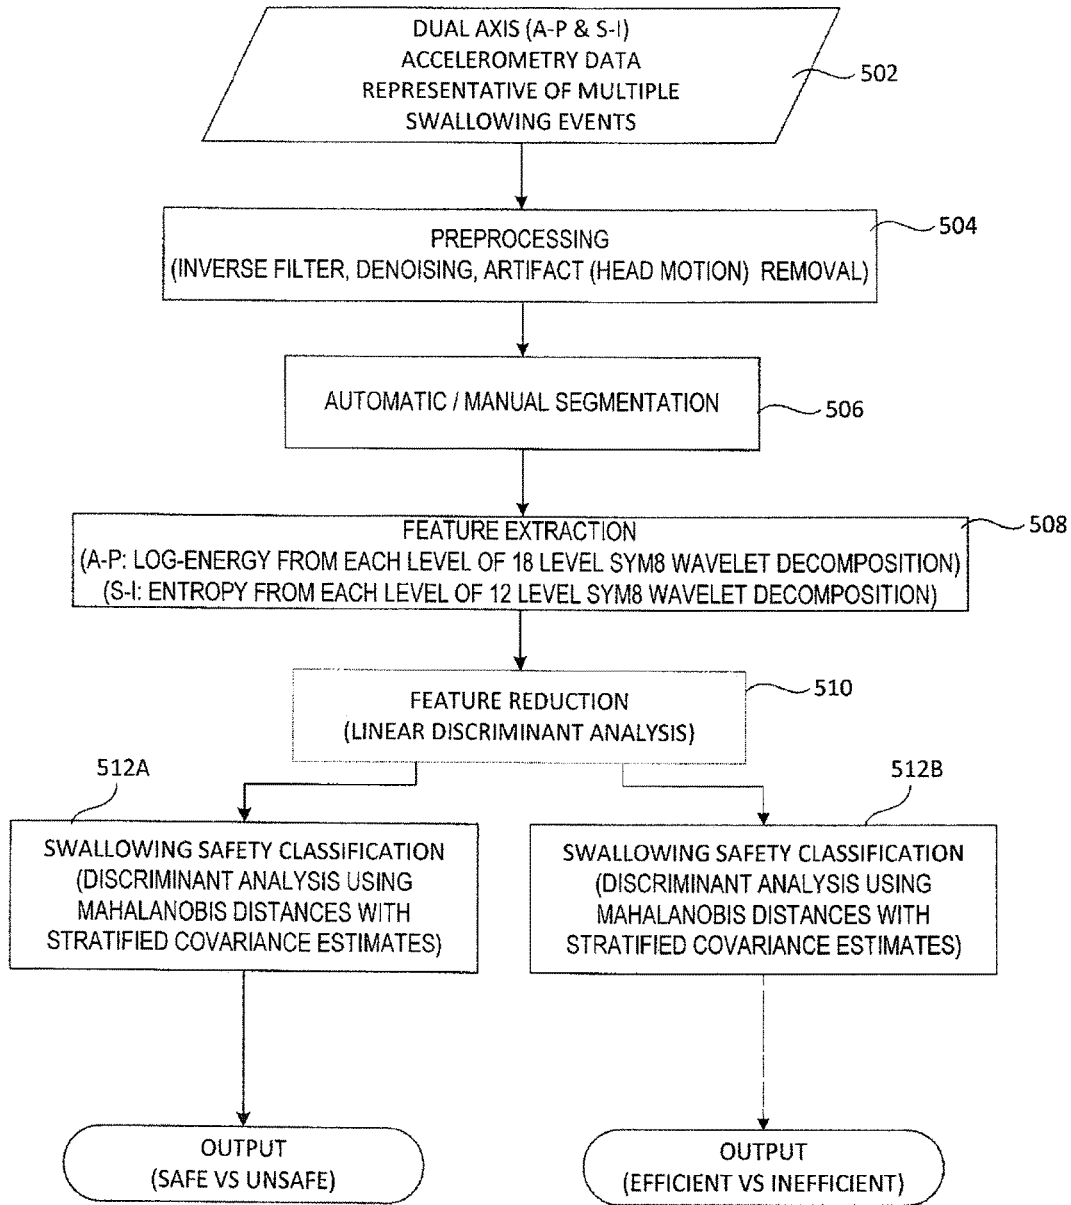 DUAL AXIS (A-P & S-I)
ACCELEROMETRY DATA
REPRESENTATIVE OF MULTIPLE
SWALLOWING EVENTS
502
PREPROCESSING
(INVERSE FILTER, DENOISING, ARTIFACT (HEAD MOTION) REMOVAL)
504
AUTOMATIC / MANUAL SEGMENTATION
506
FEATURE EXTRACTION
(A-P: LOG-ENERGY FROM EACH LEVEL OF 18 LEVEL SYM8 WAVELET DECOMPOSITION)
(S-I: ENTROPY FROM EACH LEVEL OF 12 LEVEL SYM8 WAVELET DECOMPOSITION)
508
FEATURE REDUCTION
(LINEAR DISCRIMINANT ANALYSIS)
510
512A
SWALLOWING SAFETY CLASSIFICATION
(DISCRIMINANT ANALYSIS USING
MAHALANOBIS DISTANCES WITH
STRATIFIED COVARIANCE ESTIMATES)
512B
SWALLOWING SAFETY CLASSIFICATION
(DISCRIMINANT ANALYSIS USING
MAHALANOBIS DISTANCES WITH
STRATIFIED COVARIANCE ESTIMATES)
OUTPUT
(SAFE VS UNSAFE)
OUTPUT
(EFFICIENT VS INEFFICIENT)